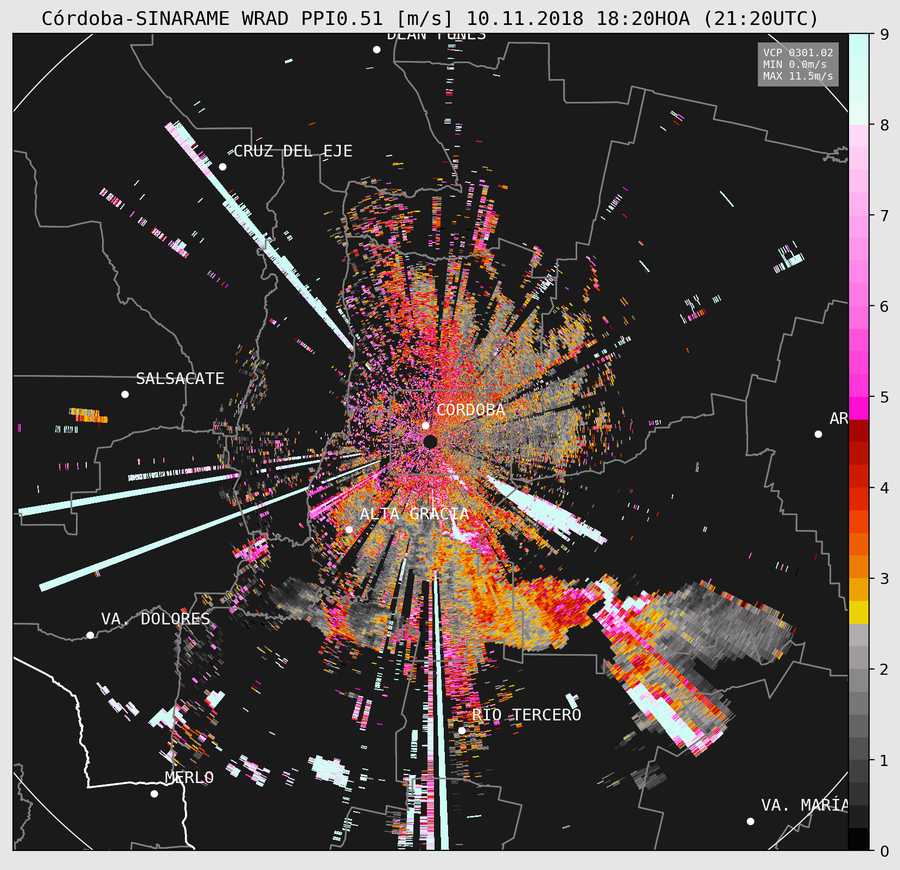 Córdoba-SINARAME WRAD PPI0.51 [m/s] 10.11.2018 18:20HOA (21:20UTC)
DEAN FUNES
VCP 0301.02
MIN 0.0m/s
MAX 11.5m/s
9
8
CRUZ DEL EJE
7
6
SALSACATE
5
CORDOBA
AR
4
ALTA GRACIA
3
VA. DOLORES
2
RIO TERCERO
1
MERLO
VA. MARÍA
0